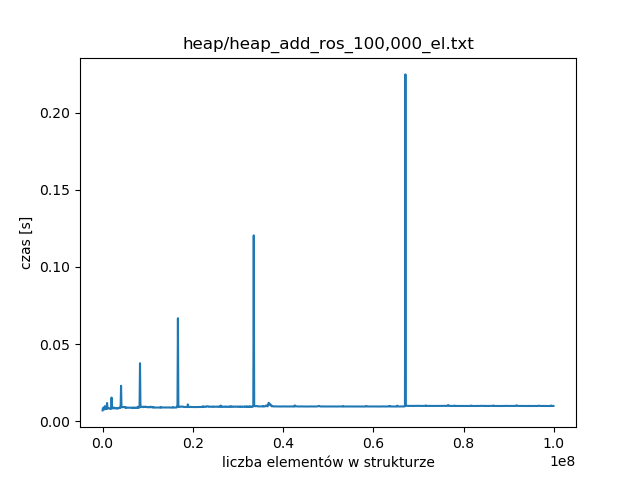 heap/heap_add_ros_100,000_el.txt
czas [s]
0.20
0.15
0.10
0.05
0.00
0.0 0.2 0.4 0.6 0.8 1.0
1e8
liczba elementów w strukturze